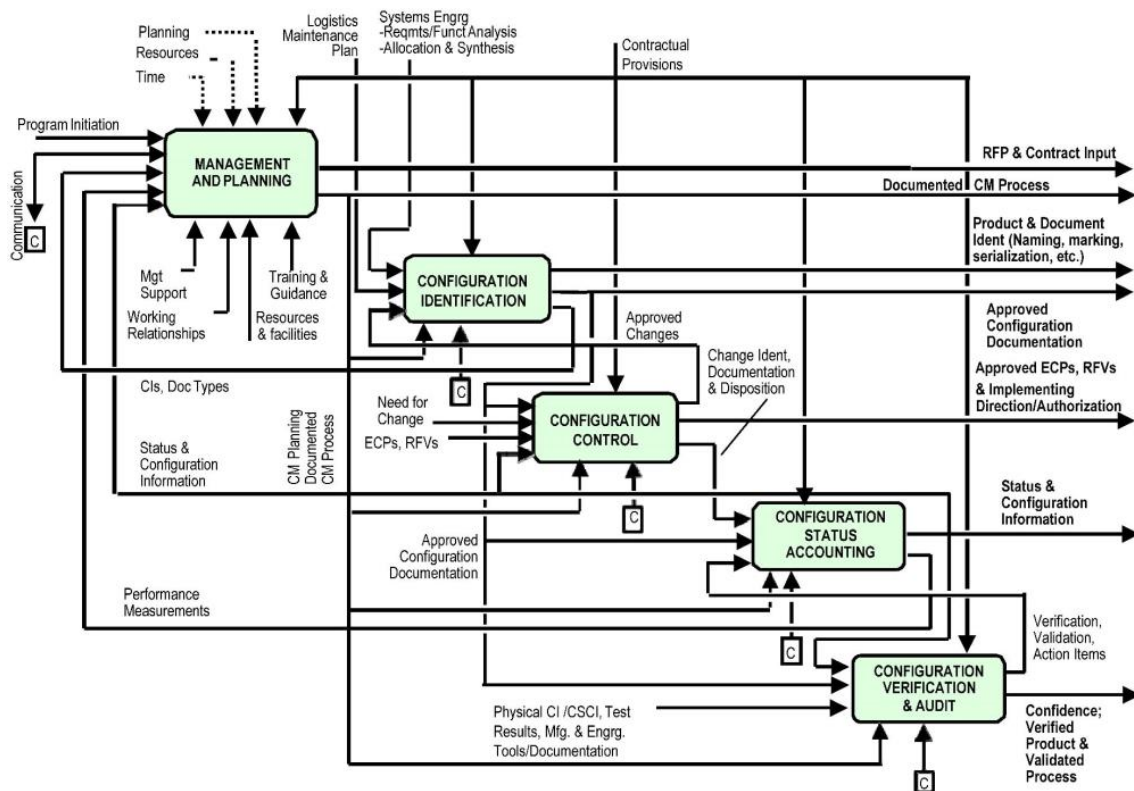 Planning
Resources
Time
Logistics
Maintenance
Plan
Systems Engrg
-Reqmts/Funct Analysis
-Allocation & Synthesis
Contractual
Provisions
Program Initiation
Communication
C
MANAGEMENT
AND PLANNING
RFP & Contract Input
Documented CM Process
Mgt
Support
Working
Relationships
Resources
& facilities
Training &
Guidance
CONFIGURATION
IDENTIFICATION
C
Product & Document
Ident (Naming, marking,
serialization, etc.)
Approved
Configuration
Documentation
Approved
Changes
CIs, Doc Types
Change Ident,
Documentation
& Disposition
Need for
Change
ECPs, RFVs
CONFIGURATION
CONTROL
C
Approved ECPs, RFVs
& Implementing
Direction/Authorization
Status &
Configuration
Information
CM Planning
Documented
CM Process
Approved
Configuration
Documentation
CONFIGURATION
STATUS
ACCOUNTING
C
Status &
Configuration
Information
Performance
Measurements
Verification,
Validation,
Action Items
CONFIGURATION
VERIFICATION
& AUDIT
C
Physical CI /CSCI, Test
Results, Mfg. & Engrg.
Tools/Documentation
Confidence;
Verified
Product &
Validated
Process